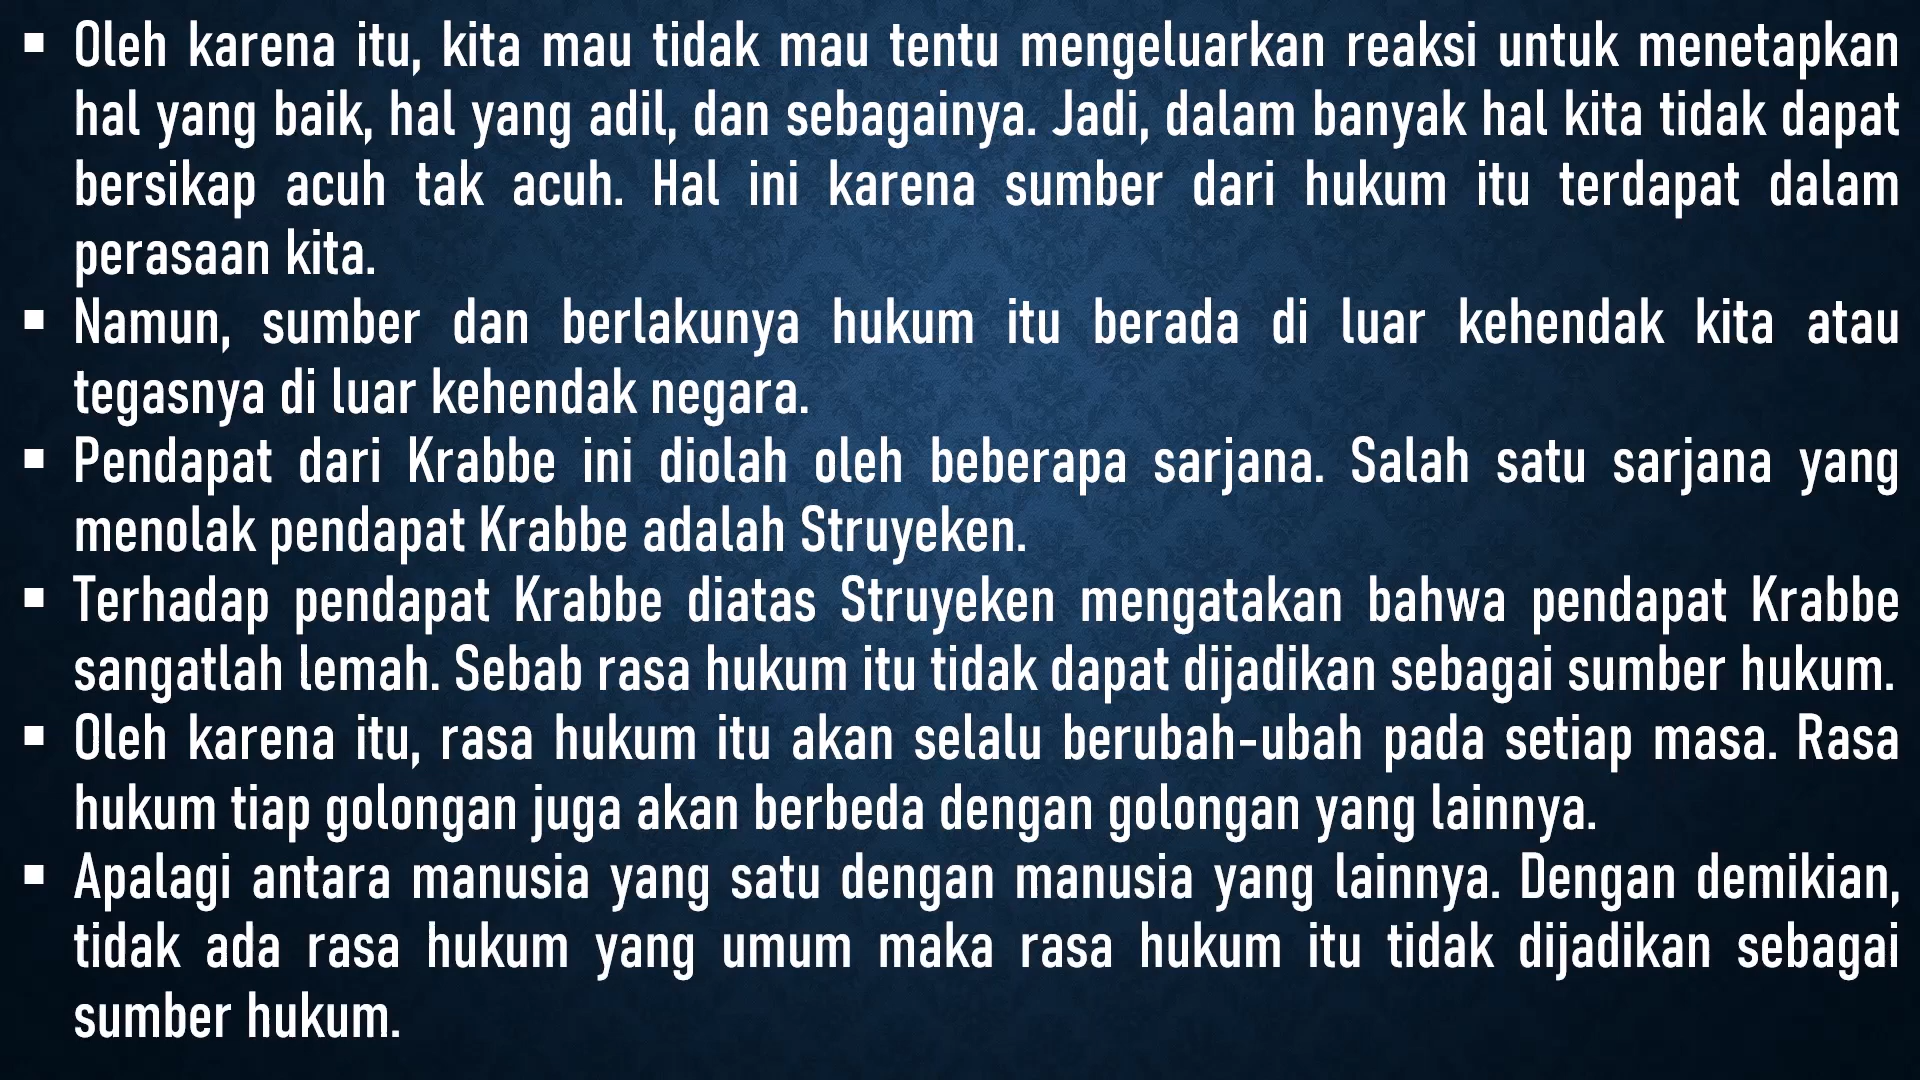 ▪ Oleh karena itu, kita mau tidak mau tentu mengeluarkan reaksi untuk menetapkan
hal yang baik, hal yang adil, dan sebagainya. Jadi, dalam banyak hal kita tidak dapat
bersikap acuh tak acuh. Hal ini karena sumber dari hukum itu terdapat dalam
perasaan kita.
▪ Namun, sumber dan berlakunya hukum itu berada di luar kehendak kita atau
tegasnya di luar kehendak negara.
▪ Pendapat dari Krabbe ini diolah oleh beberapa sarjana. Salah satu sarjana yang
menolak pendapat Krabbe adalah Struyeken.
▪ Terhadap pendapat Krabbe diatas Struyeken mengatakan bahwa pendapat Krabbe
sangatlah lemah. Sebab rasa hukum itu tidak dapat dijadikan sebagai sumber hukum.
▪ Oleh karena itu, rasa hukum itu akan selalu berubah-ubah pada setiap masa. Rasa
hukum tiap golongan juga akan berbeda dengan golongan yang lainnya.
▪ Apalagi antara manusia yang satu dengan manusia yang lainnya. Dengan demikian,
tidak ada rasa hukum yang umum maka rasa hukum itu tidak dijadikan sebagai
sumber hukum.